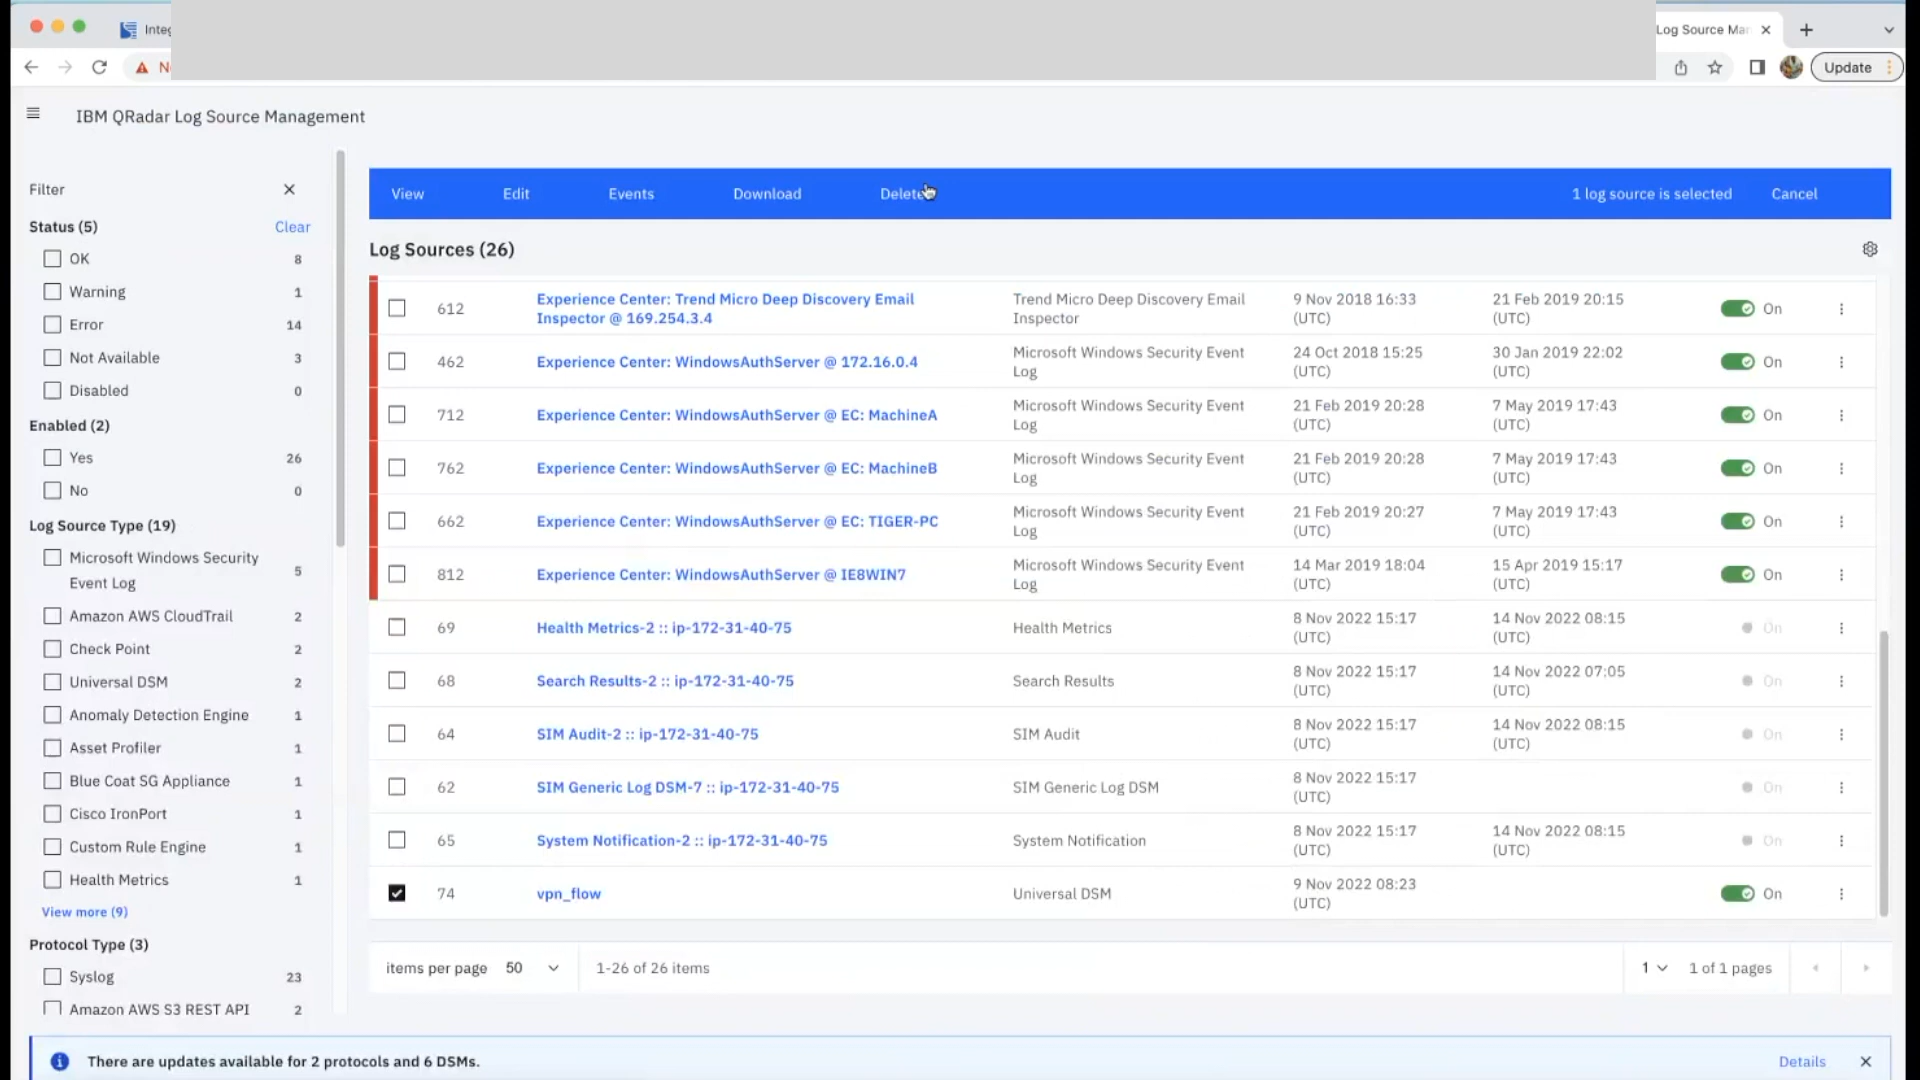 Integ
Log Source Mar
N
Update
IBM QRadar Log Source Management
Filter
Status (5) Clear
OK 8
Warning 1
Error 14
Not Available 3
Disabled 0
Enabled (2)
Yes 26
No 0
Log Source Type (19)
Microsoft Windows Security
Event Log 5
Amazon AWS CloudTrail 2
Check Point 2
Universal DSM 2
Anomaly Detection Engine 1
Asset Profiler 1
Blue Coat SG Appliance 1
Cisco IronPort 1
Custom Rule Engine 1
Health Metrics 1
View more (9)
Protocol Type (3)
Syslog 23
Amazon AWS S3 REST API 2
View Edit Events Download Delete 1 log source is selected Cancel
Log Sources (26)
612 Experience Center: Trend Micro Deep Discovery Email Trend Micro Deep Discovery Email 9 Nov 2018 16:33 21 Feb 2019 20:15 On
Inspector @ 169.254.3.4 Inspector (UTC) (UTC)
462 Experience Center: WindowsAuthServer @ 172.16.0.4 Microsoft Windows Security Event 24 Oct 2018 15:25 30 Jan 2019 22:02 On
Log (UTC) (UTC)
712 Experience Center: WindowsAuthServer @ EC: MachineA Microsoft Windows Security Event 21 Feb 2019 20:28 7 May 2019 17:43 On
Log (UTC) (UTC)
762 Experience Center: WindowsAuthServer @ EC: MachineB Microsoft Windows Security Event 21 Feb 2019 20:28 7 May 2019 17:43 On
Log (UTC) (UTC)
662 Experience Center: WindowsAuthServer @ EC: TIGER-PC Microsoft Windows Security Event 21 Feb 2019 20:27 7 May 2019 17:43 On
Log (UTC) (UTC)
812 Experience Center: WindowsAuthServer @ IE8WIN7 Microsoft Windows Security Event 14 Mar 2019 18:04 15 Apr 2019 15:17 On
Log (UTC) (UTC)
69 Health Metrics-2 :: ip-172-31-40-75 Health Metrics 8 Nov 2022 15:17 14 Nov 2022 08:15 On
(UTC) (UTC)
68 Search Results-2 :: ip-172-31-40-75 Search Results 8 Nov 2022 15:17 14 Nov 2022 07:05 On
(UTC) (UTC)
64 SIM Audit-2 :: ip-172-31-40-75 SIM Audit 8 Nov 2022 15:17 14 Nov 2022 08:15 On
(UTC) (UTC)
62 SIM Generic Log DSM-7 :: ip-172-31-40-75 SIM Generic Log DSM 8 Nov 2022 15:17 On
(UTC)
65 System Notification-2 :: ip-172-31-40-75 System Notification 8 Nov 2022 15:17 14 Nov 2022 08:15 On
(UTC) (UTC)
74 vpn_flow Universal DSM 9 Nov 2022 08:23 On
(UTC)
items per page 50 1-26 of 26 items 1 1 of 1 pages
There are updates available for 2 protocols and 6 DSMs. Details